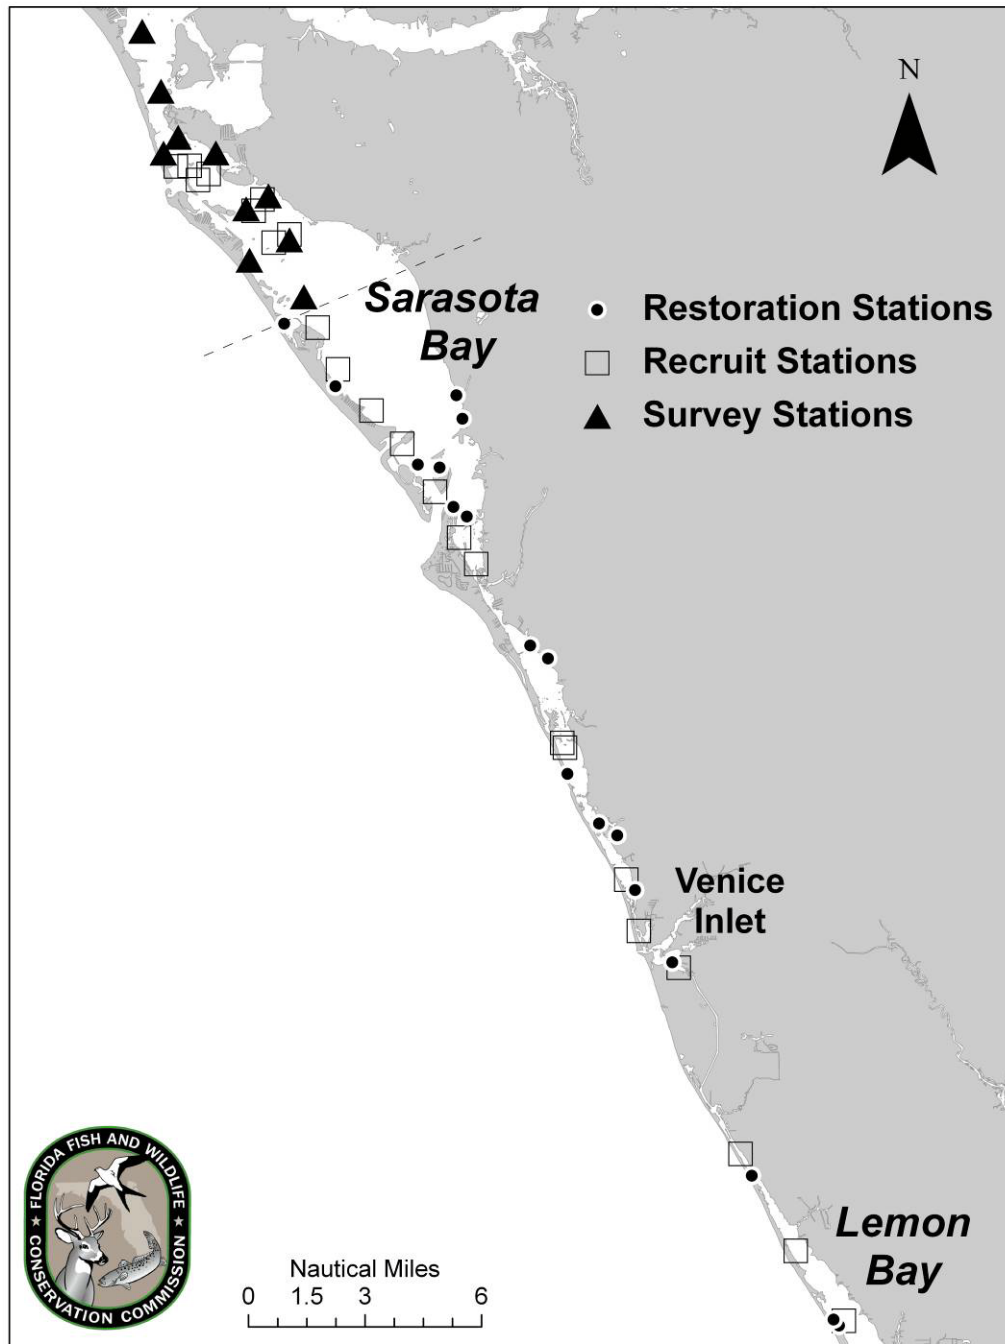 N
Sarasota
Bay
Restoration Stations
Recruit Stations
Survey Stations
Venice
Inlet
Lemon
Bay
FLORIDA FISH AND WILDLIFE
CONSERVATION COMMISSION
Nautical Miles
0 1.5 3 6